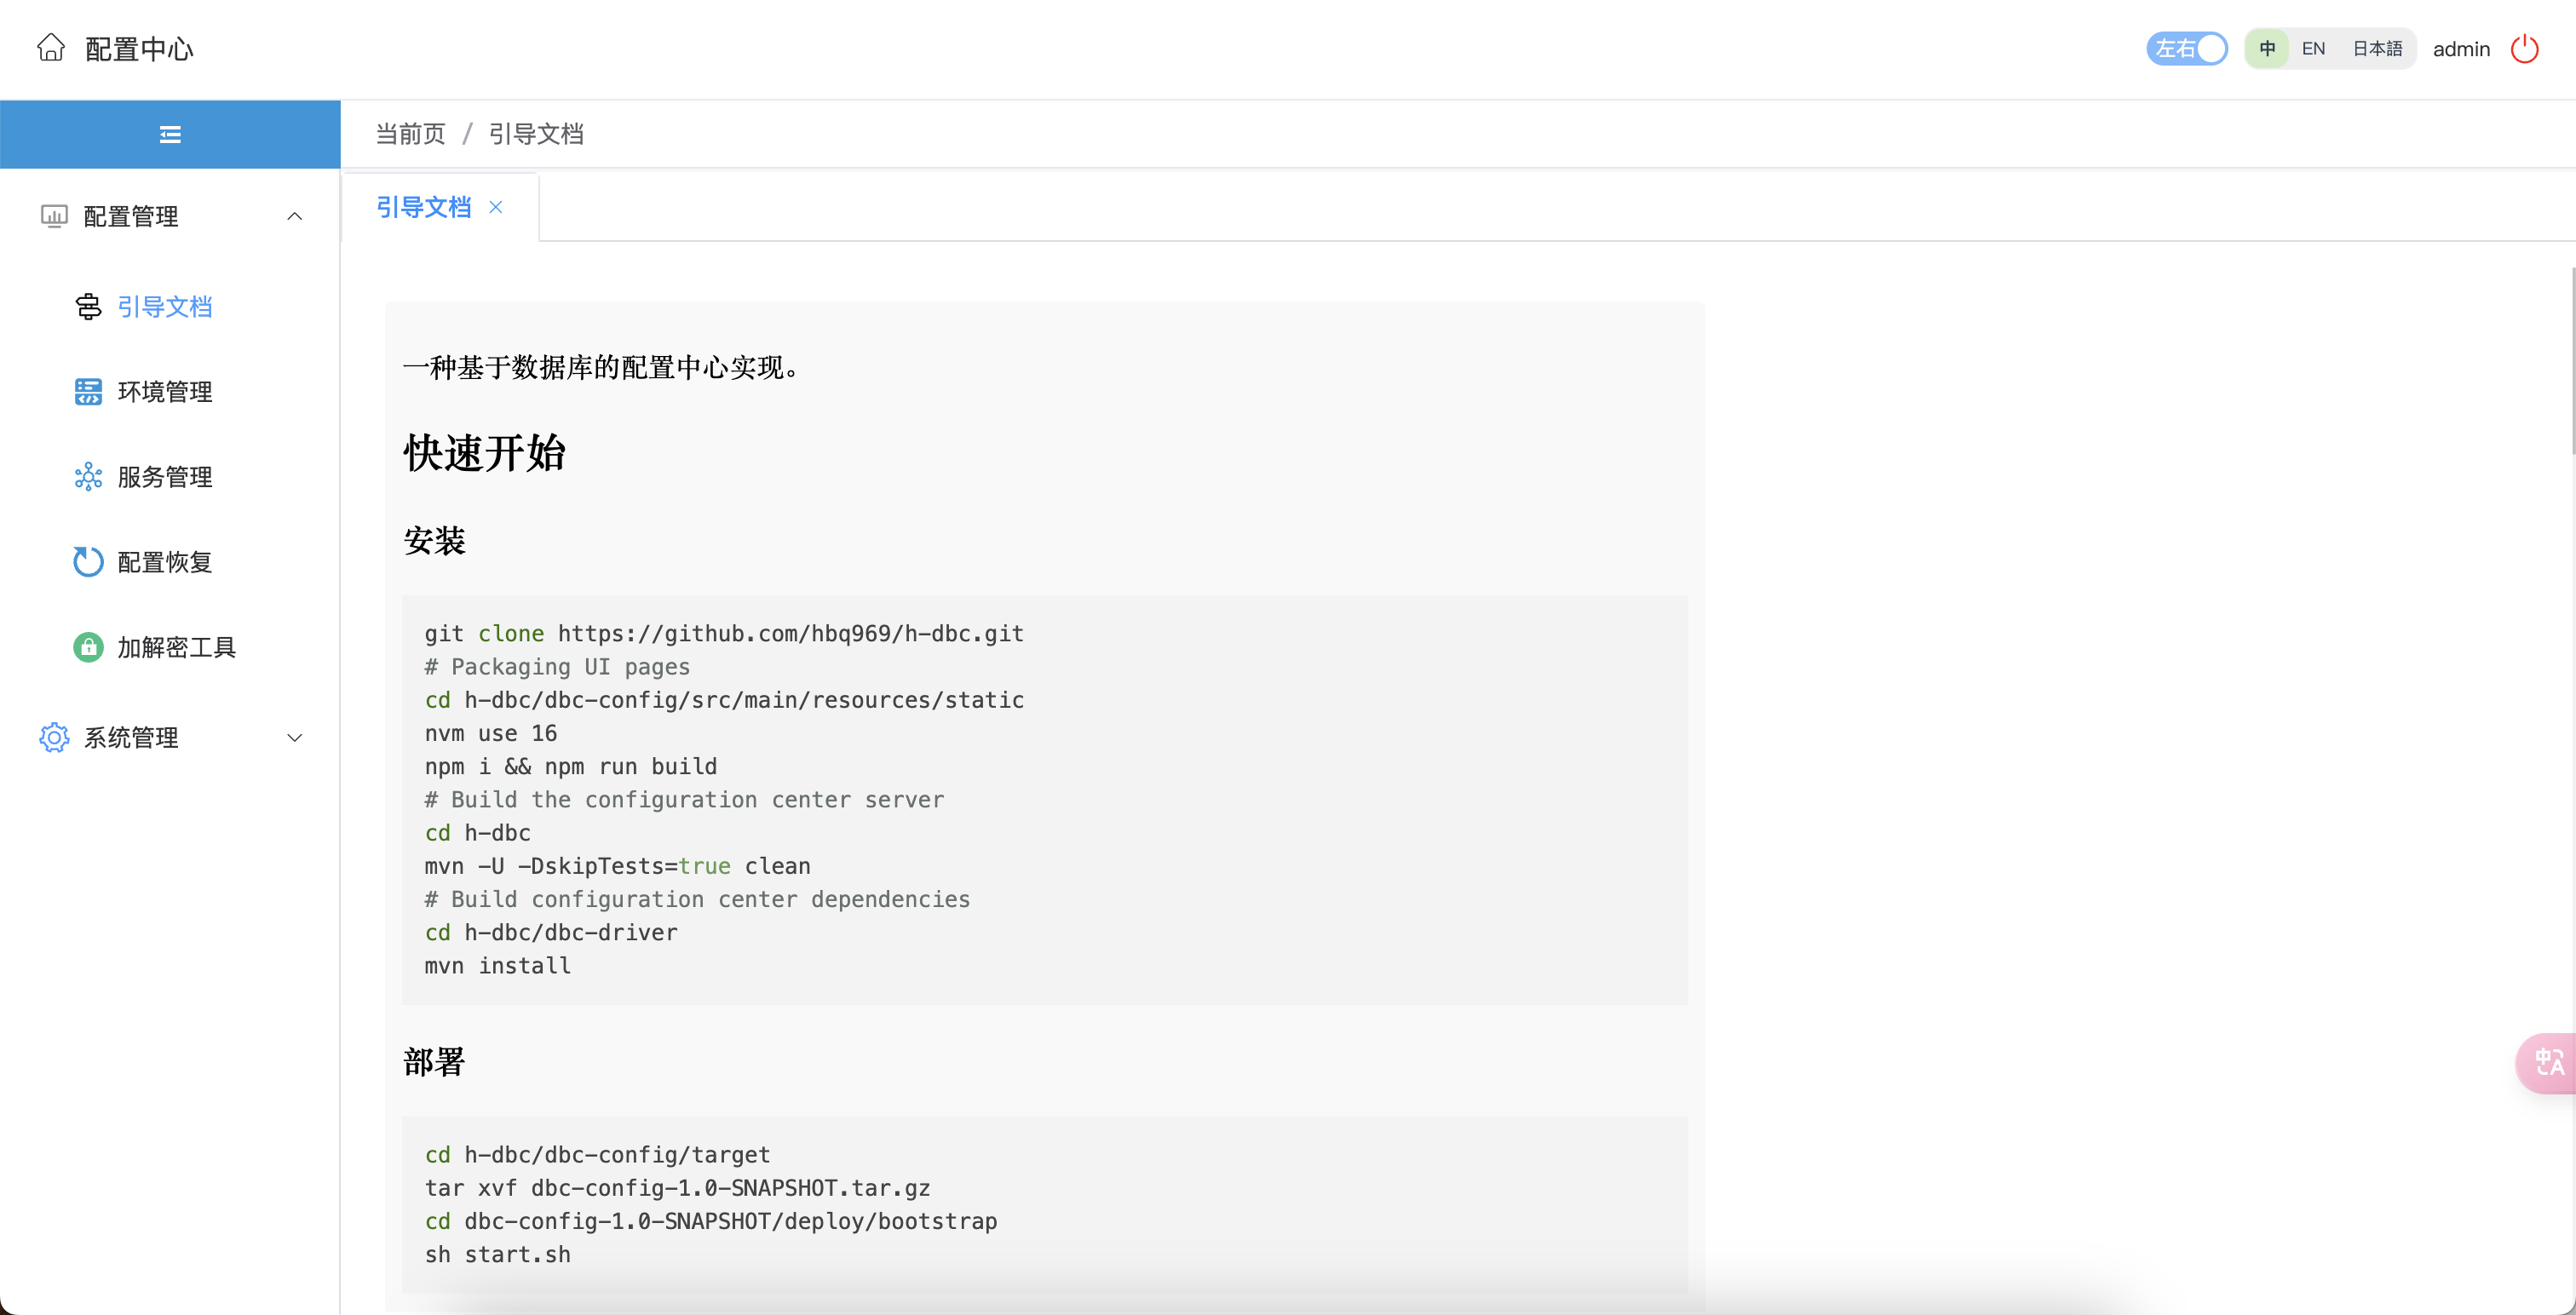 配置中心
左右
中 EN 日本語
admin
当前页 / 引导文档
配置管理
引导文档
环境管理
服务管理
配置恢复
加解密工具
系统管理
引导文档
一种基于数据库的配置中心实现。
快速开始
安装
git clone https://github.com/hbq969/h-dbc.git
# Packaging UI pages
cd h-dbc/dbc-config/src/main/resources/static
nvm use 16
npm i && npm run build
# Build the configuration center server
cd h-dbc
mvn -U -DskipTests=true clean
# Build configuration center dependencies
cd h-dbc/dbc-driver
mvn install
部署
cd h-dbc/dbc-config/target
tar xvf dbc-config-1.0-SNAPSHOT.tar.gz
cd dbc-config-1.0-SNAPSHOT/deploy/bootstrap
sh start.sh
中A